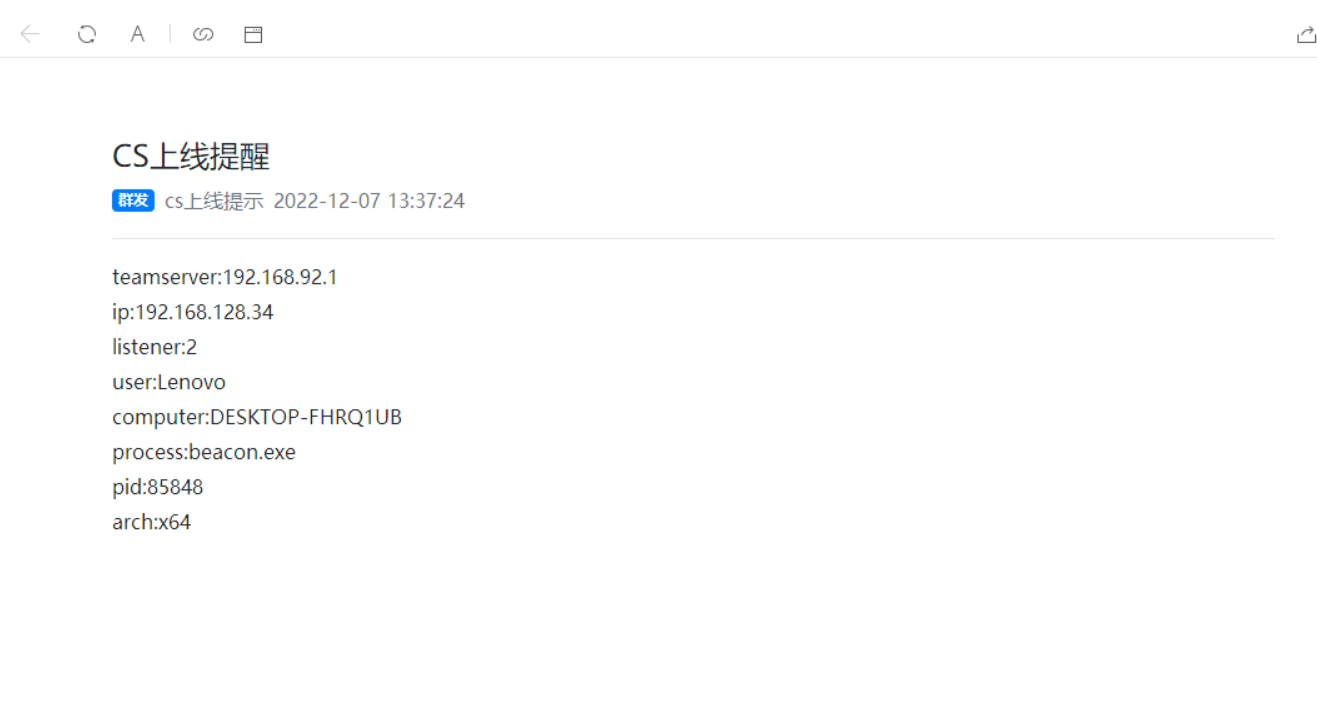 CS上线提醒
群发 cs上线提示 2022-12-07 13:37:24
teamserver:192.168.92.1
ip:192.168.128.34
listener:2
user:Lenovo
computer:DESKTOP-FHRQ1UB
process:beacon.exe
pid:85848
arch:x64